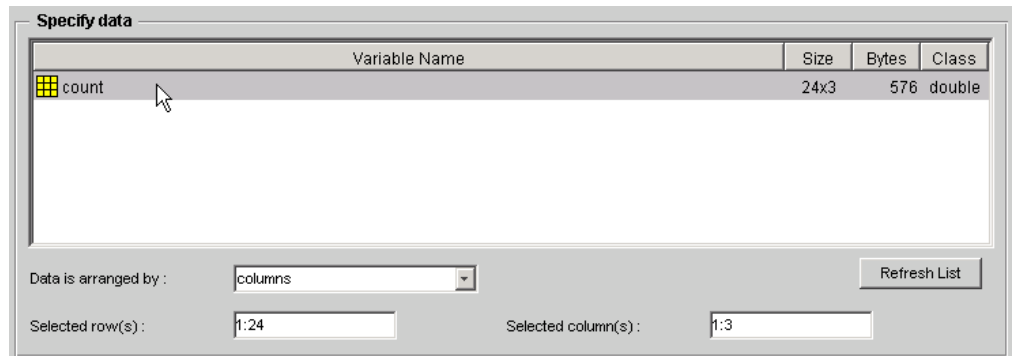 Specify data
Variable Name Size Bytes Class
count 24x3 576 double
Data is arranged by : columns Refresh List
Selected row(s) : 1:24 Selected column(s) : 1:3